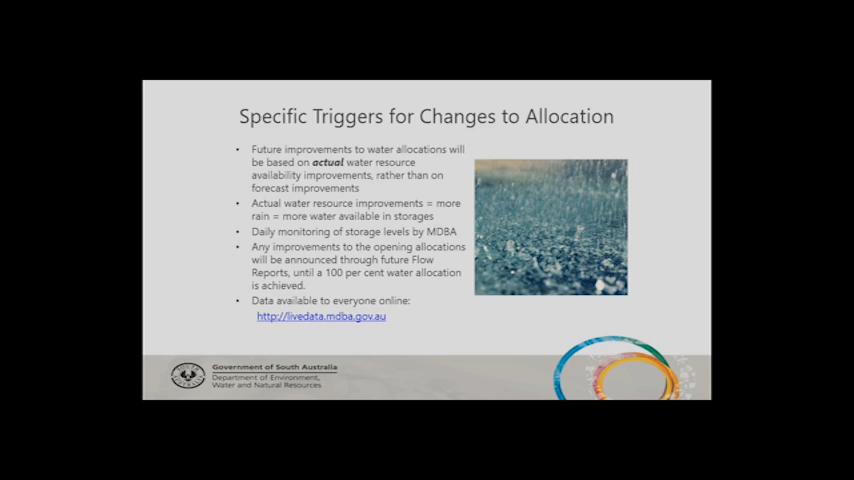 Specific Triggers for Changes to Allocation
• Future improvements to water allocations will
be based on actual water resource
availability improvements, rather than on
forecast improvements
• Actual water resource improvements = more
rain = more water available in storages
• Daily monitoring of storage levels by MDBA
• Any improvements to the opening allocations
will be announced through future Flow
Reports, until a 100 per cent water allocation
is achieved.
• Data available to everyone online:
http://livedata.mdba.gov.au
Government of South Australia
Department of Environment,
Water and Natural Resources
SOUTH
AUSTRALIA